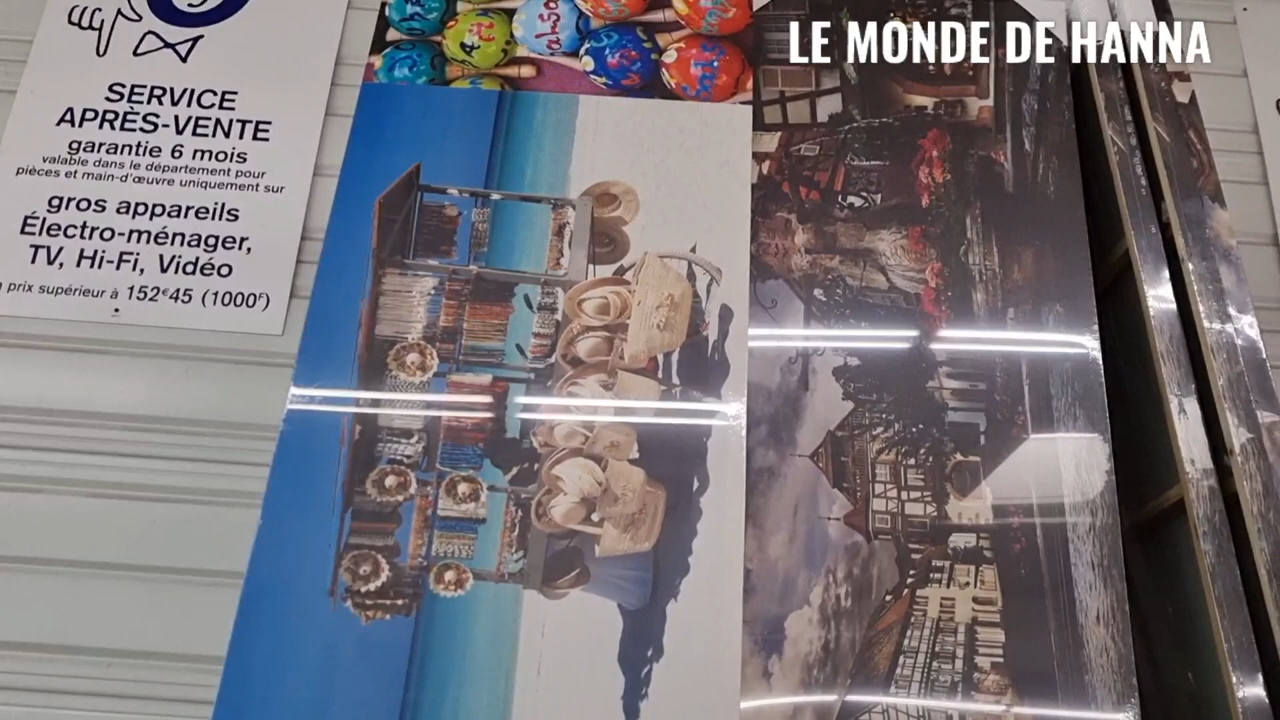 LE MONDE DE HANNA
SERVICE
APRÈS-VENTE
garantie 6 mois
valable dans le département pour
pièces et main-d'œuvre uniquement sur
gros appareils
Électro-ménager,
TV, Hi-Fi, Vidéo
prix supérieur à 152€45 (1000F)